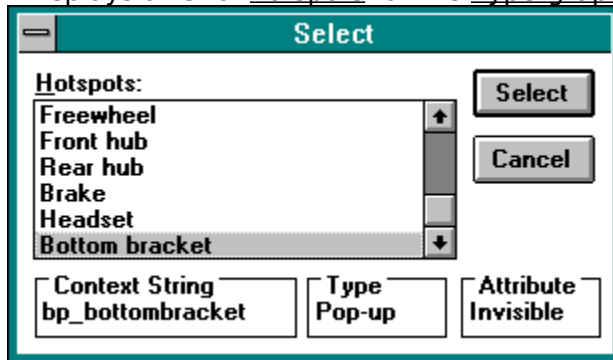 Select
Hotspots:
Freewheel
Front hub
Rear hub
Brake
Headset
Bottom bracket
Select
Cancel
Context String
bp_bottombracket
Type
Pop-up
Attribute
Invisible